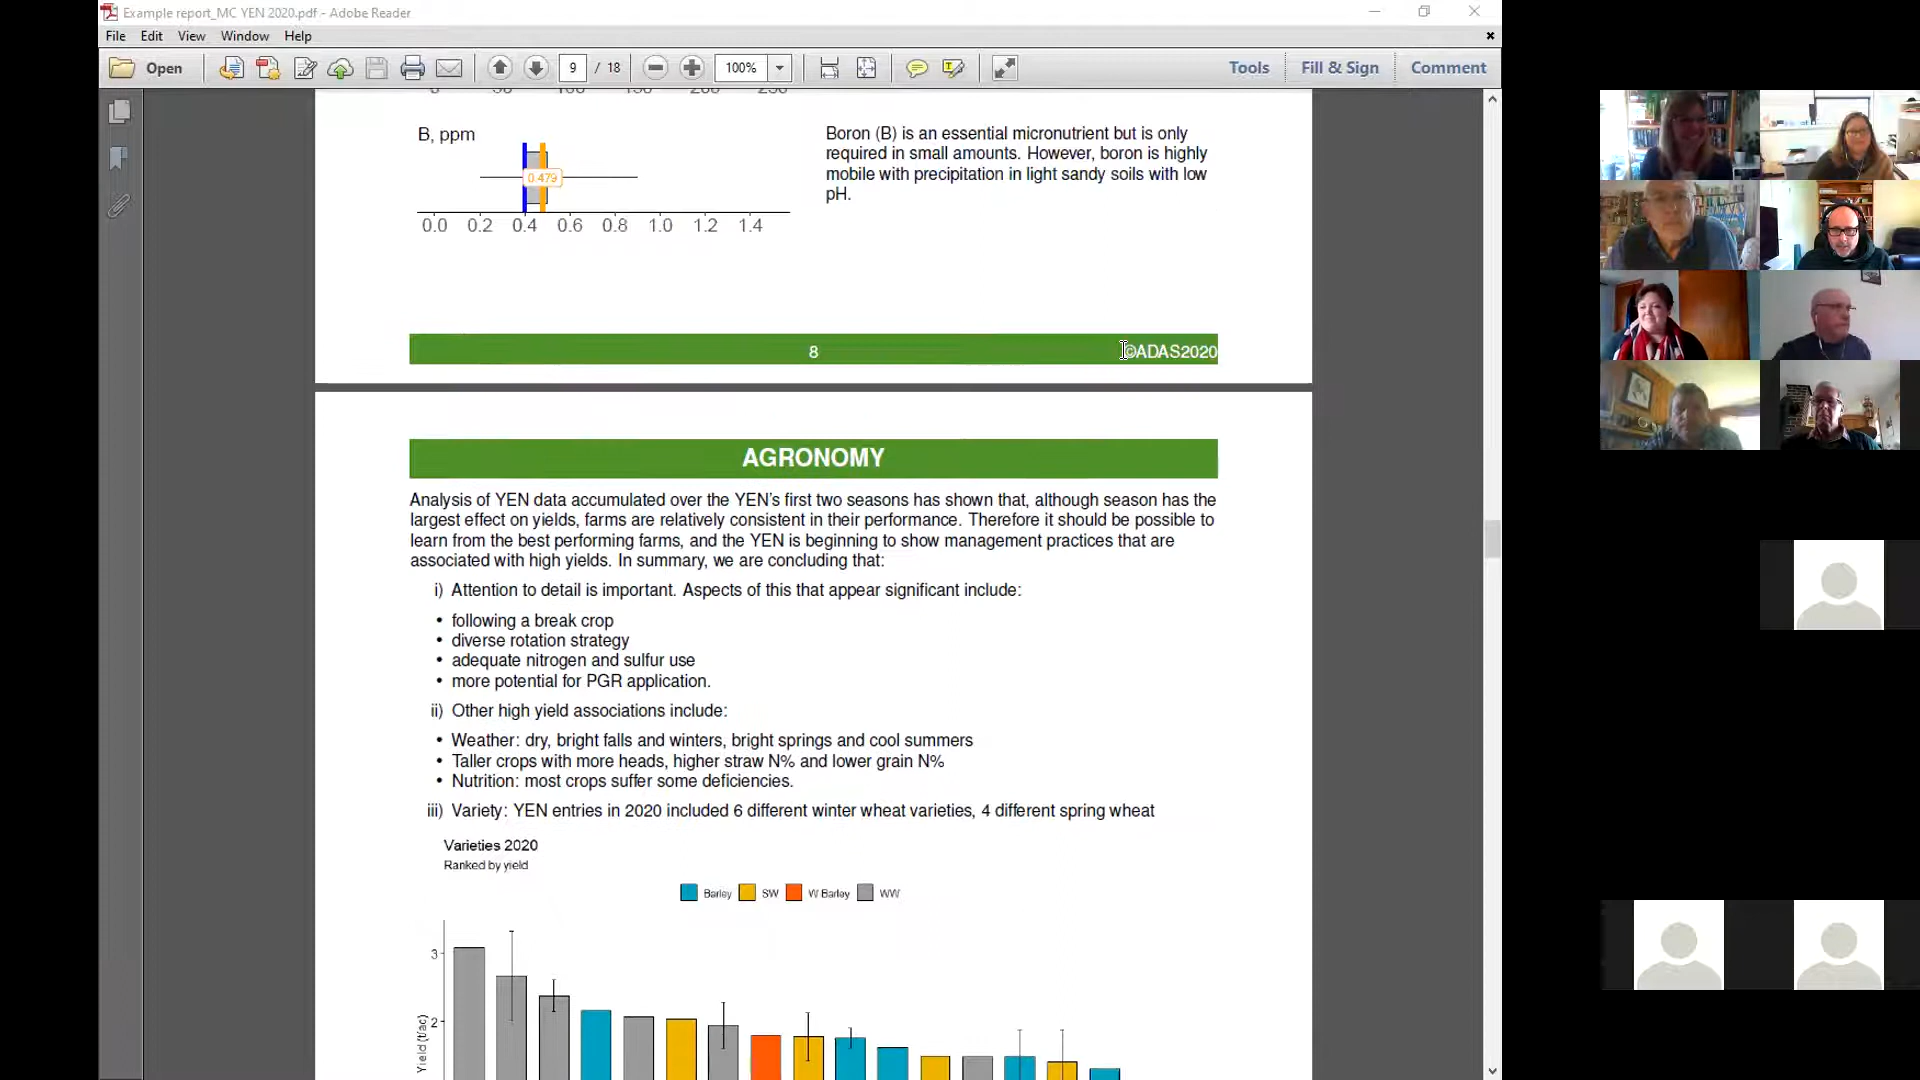 Example report_MC YEN 2020.pdf - Adobe Reader
File Edit View Window Help
Open 9 / 18 100% Tools Fill & Sign Comment
0 50 100 150 200 250
B, ppm
0.479
0.0 0.2 0.4 0.6 0.8 1.0 1.2 1.4
Boron (B) is an essential micronutrient but is only
required in small amounts. However, boron is highly
mobile with precipitation in light sandy soils with low
pH.
8 ©ADAS2020
AGRONOMY
Analysis of YEN data accumulated over the YEN's first two seasons has shown that, although season has the
largest effect on yields, farms are relatively consistent in their performance. Therefore it should be possible to
learn from the best performing farms, and the YEN is beginning to show management practices that are
associated with high yields. In summary, we are concluding that:
i) Attention to detail is important. Aspects of this that appear significant include:
• following a break crop
• diverse rotation strategy
• adequate nitrogen and sulfur use
• more potential for PGR application.
ii) Other high yield associations include:
• Weather: dry, bright falls and winters, bright springs and cool summers
• Taller crops with more heads, higher straw N% and lower grain N%
• Nutrition: most crops suffer some deficiencies.
iii) Variety: YEN entries in 2020 included 6 different winter wheat varieties, 4 different spring wheat
Varieties 2020
Ranked by yield
Barley SW W Barley WW
3
2
Yield (t/ac)